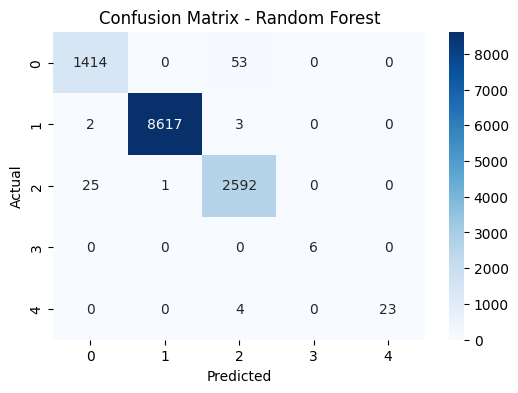 Confusion Matrix - Random Forest
0 1414 0 53 0 0
1 2 8617 3 0 0
2 25 1 2592 0 0
3 0 0 0 6 0
4 0 0 4 0 23
0 1 2 3 4
Predicted
Actual
8000
7000
6000
5000
4000
3000
2000
1000
0